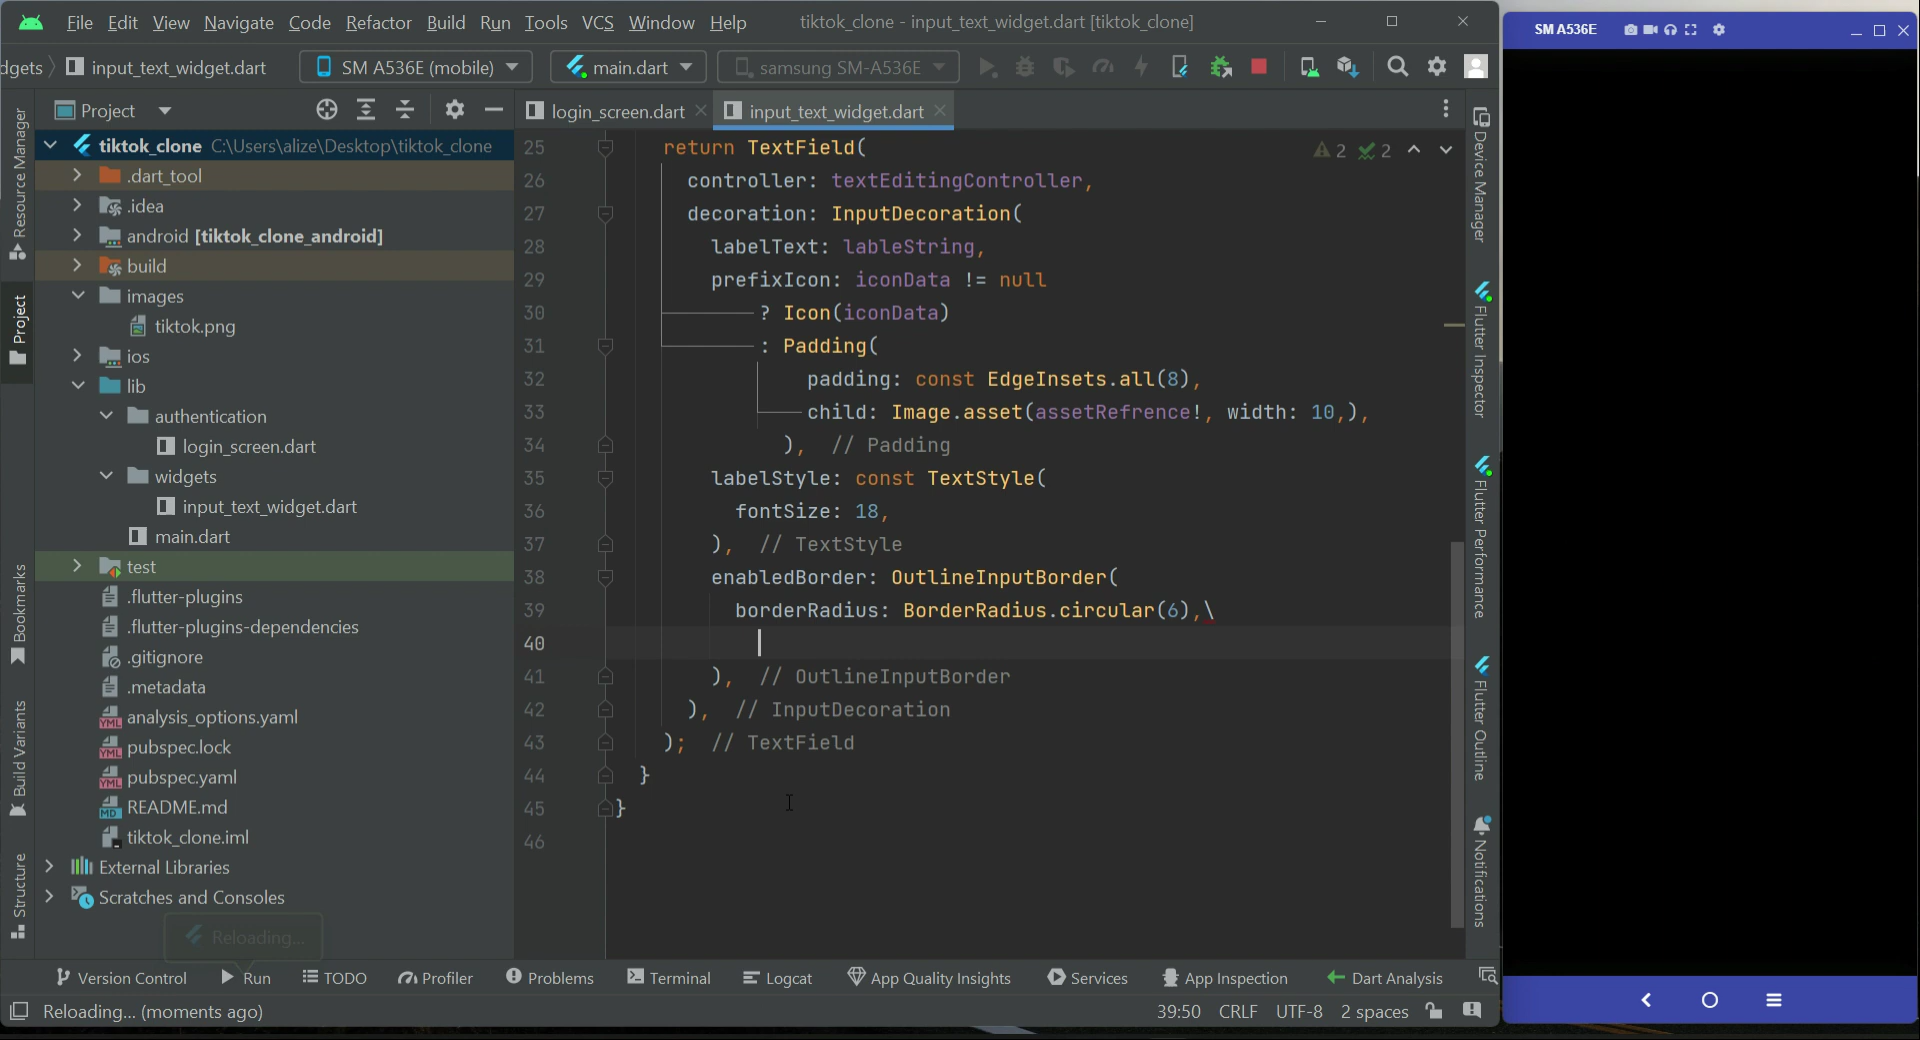 File Edit View Navigate Code Refactor Build Run Tools VCS Window Help tiktok_clone - input_text_widget.dart [tiktok_clone]
SM A536E
dgets input_text_widget.dart SM A536E (mobile) main.dart samsung SM-A536E
Project
login_screen.dart input_text_widget.dart
tiktok_clone C:\Users\alize\Desktop\tiktok_clone
.dart_tool
.idea
android [tiktok_clone_android]
build
images
tiktok.png
ios
lib
authentication
login_screen.dart
widgets
input_text_widget.dart
main.dart
test
.flutter-plugins
.flutter-plugins-dependencies
.gitignore
.metadata
analysis_options.yaml
pubspec.lock
pubspec.yaml
README.md
tiktok_clone.iml
External Libraries
Scratches and Consoles
Reloading...
Resource Manager
Project
Bookmarks
Build Variants
Structure
2 2
25 return TextField(
26 controller: textEditingController,
27 decoration: InputDecoration(
28 labelText: lableString,
29 prefixIcon: iconData != null
30 ? Icon(iconData)
31 : Padding(
32 padding: const EdgeInsets.all(8),
33 child: Image.asset(assetRefrence!, width: 10,),
34 ), // Padding
35 labelStyle: const TextStyle(
36 fontSize: 18,
37 ), // TextStyle
38 enabledBorder: OutlineInputBorder(
39 borderRadius: BorderRadius.circular(6),\
40
41 ), // OutlineInputBorder
42 ), // InputDecoration
43 ); // TextField
44 }
45 }
46
Device Manager
Flutter Inspector
Flutter Performance
Flutter Outline
Notifications
Version Control Run TODO Profiler Problems Terminal Logcat App Quality Insights Services App Inspection Dart Analysis
Reloading... (moments ago) 39:50 CRLF UTF-8 2 spaces